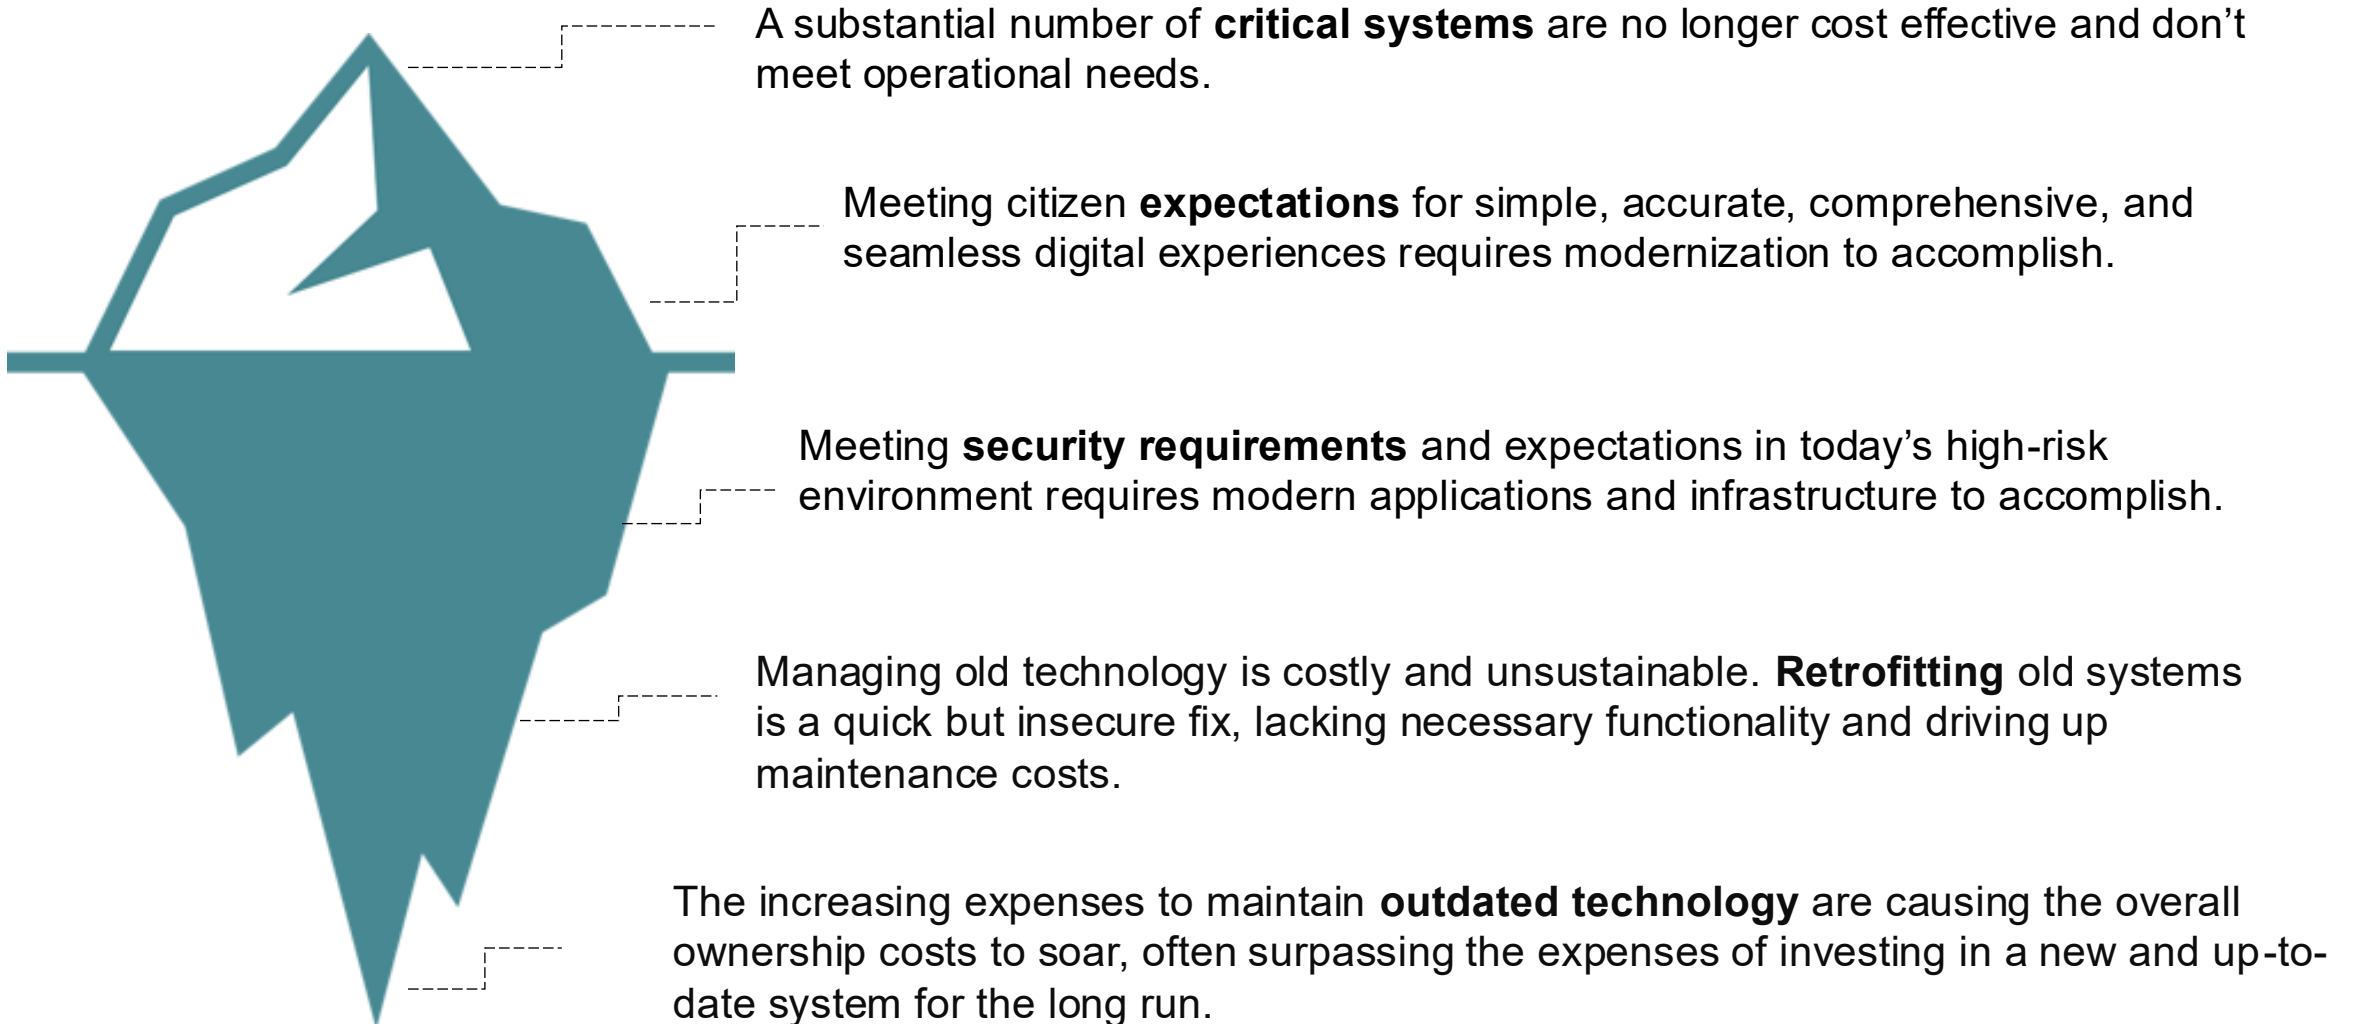 A substantial number of critical systems are no longer cost effective and don’t
meet operational needs.
Meeting citizen expectations for simple, accurate, comprehensive, and
seamless digital experiences requires modernization to accomplish.
Meeting security requirements and expectations in today’s high-risk
environment requires modern applications and infrastructure to accomplish.
Managing old technology is costly and unsustainable. Retrofitting old systems
is a quick but insecure fix, lacking necessary functionality and driving up
maintenance costs.
The increasing expenses to maintain outdated technology are causing the overall
ownership costs to soar, often surpassing the expenses of investing in a new and up-to-
date system for the long run.